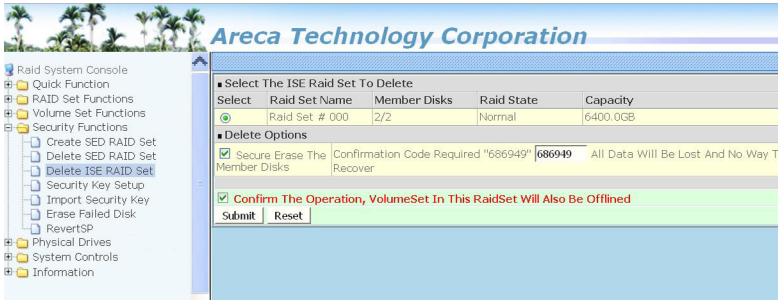 Areca Technology Corporation
Raid System Console
Quick Function
RAID Set Functions
Volume Set Functions
Security Functions
Create SED RAID Set
Delete SED RAID Set
Delete ISE RAID Set
Security Key Setup
Import Security Key
Erase Failed Disk
RevertSP
Physical Drives
System Controls
Information
Select The ISE Raid Set To Delete
Select Raid Set Name Member Disks Raid State Capacity
Raid Set # 000 2/2 Normal 6400.0GB
Delete Options
Secure Erase The
Member Disks
Confirmation Code Required "686949" 686949 All Data Will Be Lost And No Way T
Recover
Confirm The Operation, VolumeSet In This RaidSet Will Also Be Offlined
Submit Reset